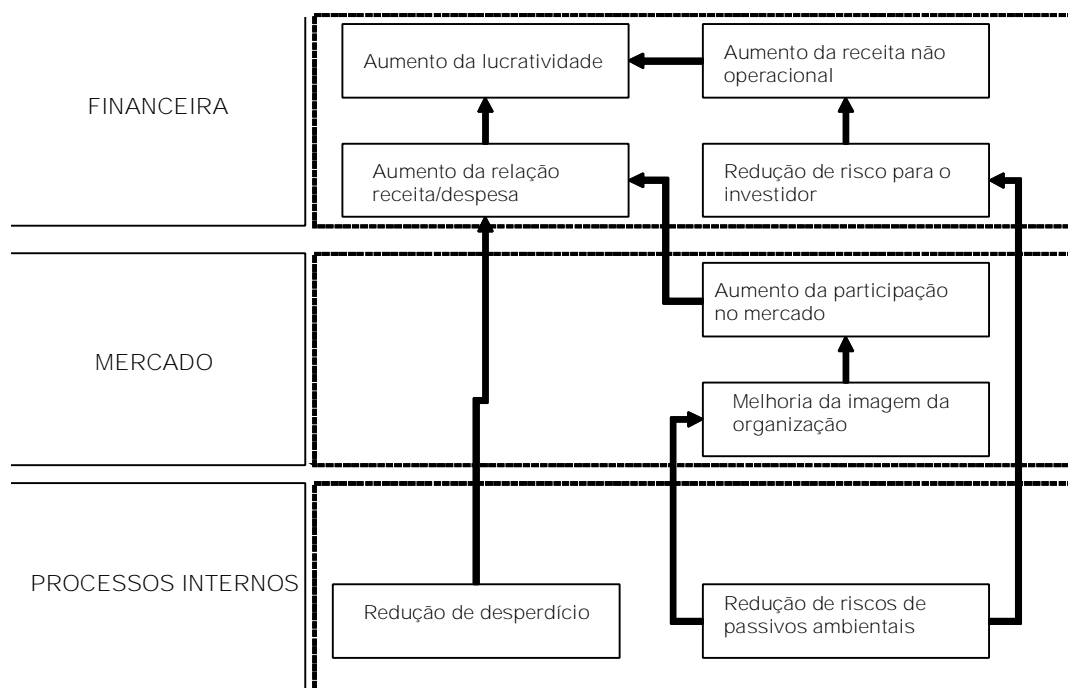 FINANCEIRA
Aumento da lucratividade
Aumento da receita não
operacional
Aumento da relação
receita/despesa
Redução de risco para o
investidor
MERCADO
Aumento da participação
no mercado
Melhoria da imagem da
organização
PROCESSOS INTERNOS
Redução de desperdício
Redução de riscos de
passivos ambientais